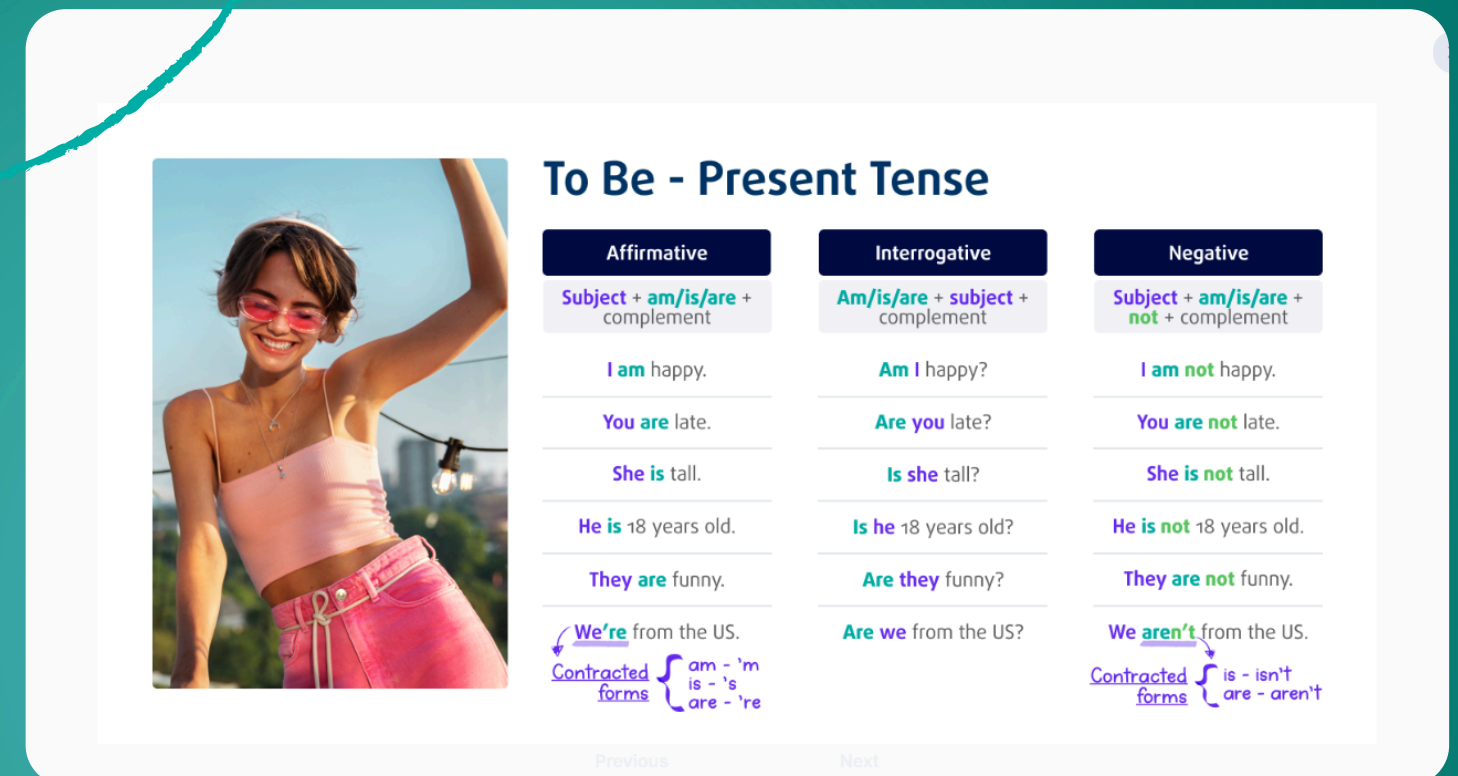 To Be - Present Tense
Affirmative
Subject + am/is/are +
complement
I am happy.
You are late.
She is tall.
He is 18 years old.
They are funny.
We're from the US.
Contracted
forms
am - 'm
is - 's
are - 're
Interrogative
Am/is/are + subject +
complement
Am I happy?
Are you late?
Is she tall?
Is he 18 years old?
Are they funny?
Are we from the US?
Negative
Subject + am/is/are +
not + complement
I am not happy.
You are not late.
She is not tall.
He is not 18 years old.
They are not funny.
We aren't from the US.
Contracted
forms
is - isn't
are - aren't
Previous
Next